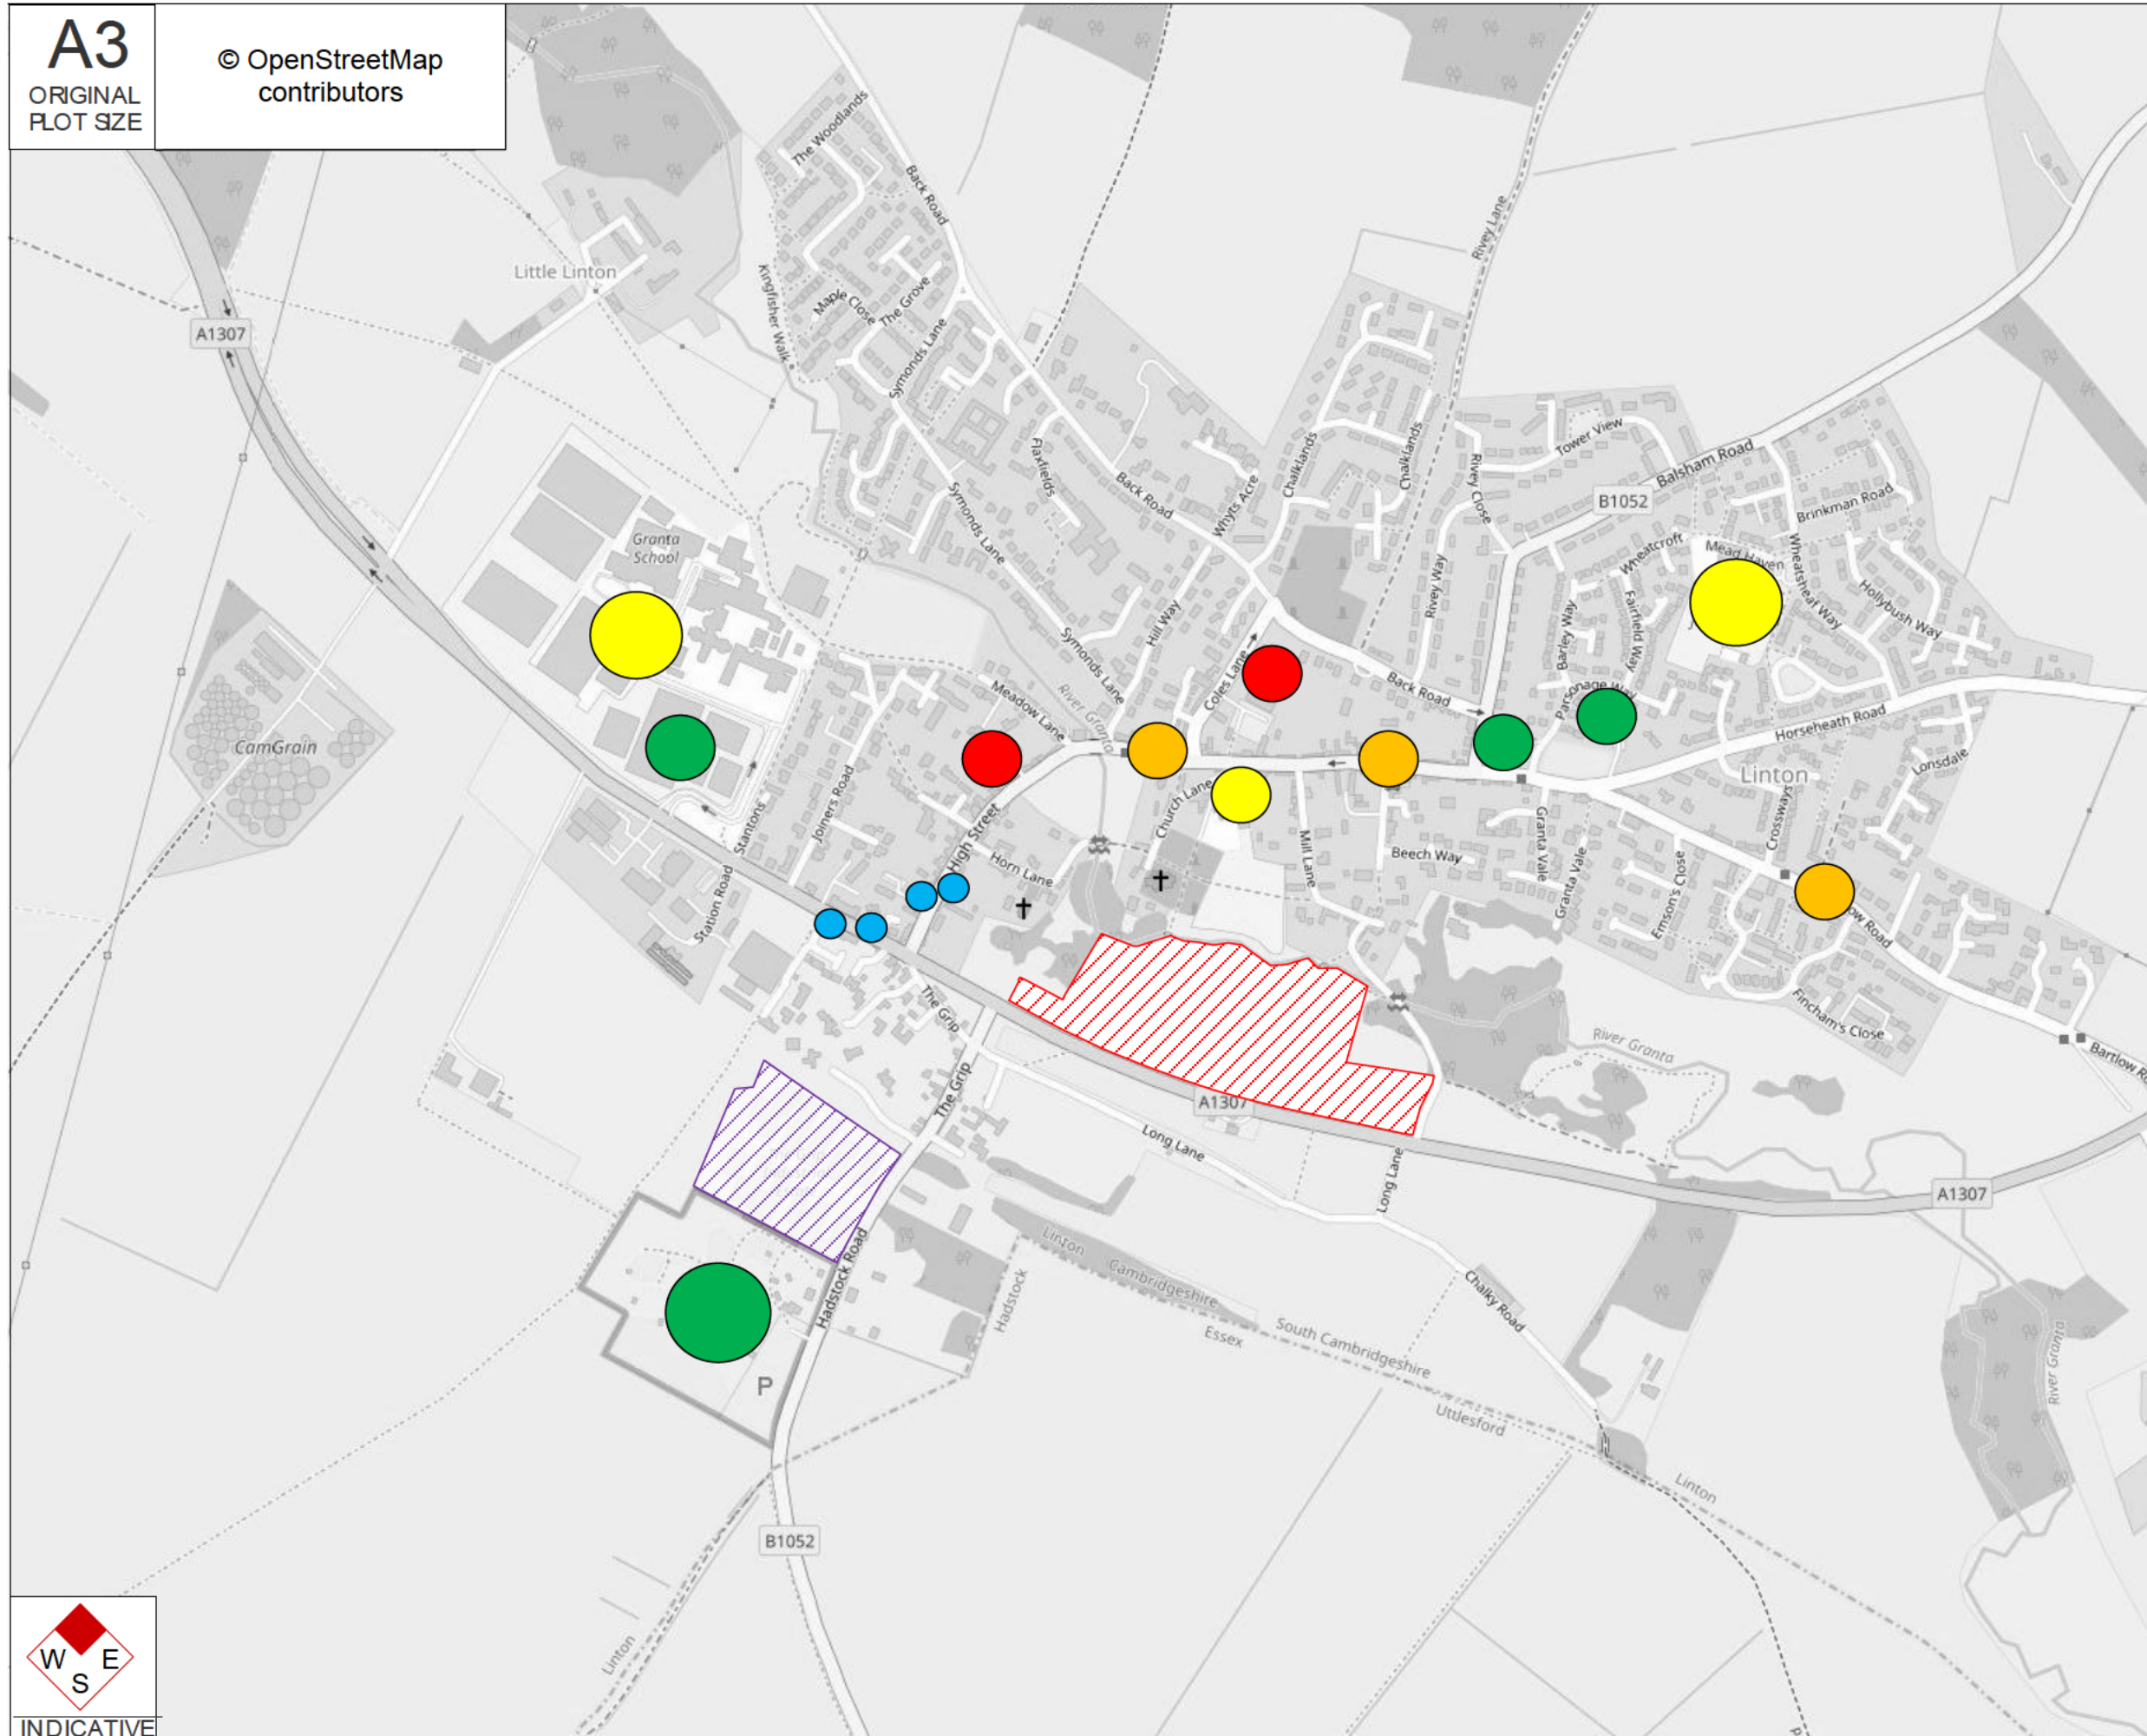 A3
ORIGINAL
PLOT SIZE
© OpenStreetMap
contributors
The Woodlands
Back Road
Rivey Lane
Little Linton
Kingfisher Walk
Maple Close
The Grove
Symonds Lane
A1307
Flaxfields
Back Road
Whyts Acre
Chalklands
Chalklands
Rivey Close
Tower View
Balsham Road
B1052
Brinkman Road
Symonds Lane
Granta
School
Wheatcroft
Mead Haven
Wheatsheaf Way
Hollybush Way
Rivey Way
Barley Way
Fairfield Way
Hill Way
Symonds Lane
Coles Lane
Back Road
Parsonage Way
Meadow Lane
River Granta
Horseheath Road
CamGrain
Linton
Lonsdale
Joiners Road
Stantons
High Street
Church Lane
Mill Lane
Beech Way
Granta Vale
Granta Vale
Crossways
Emson's Close
Horn Lane
Station Road
ow Road
Fincham's Close
The Grip
River Granta
Bartlow R
The Grip
A1307
Long Lane
Long Lane
A1307
Hadstock Road
Linton
Cambridgeshire
Hadstock
Essex
South Cambridgeshire
Chalky Road
River Granta
P
Uttlesford
Linton
B1052
Linton
W E
S
INDICATIVE